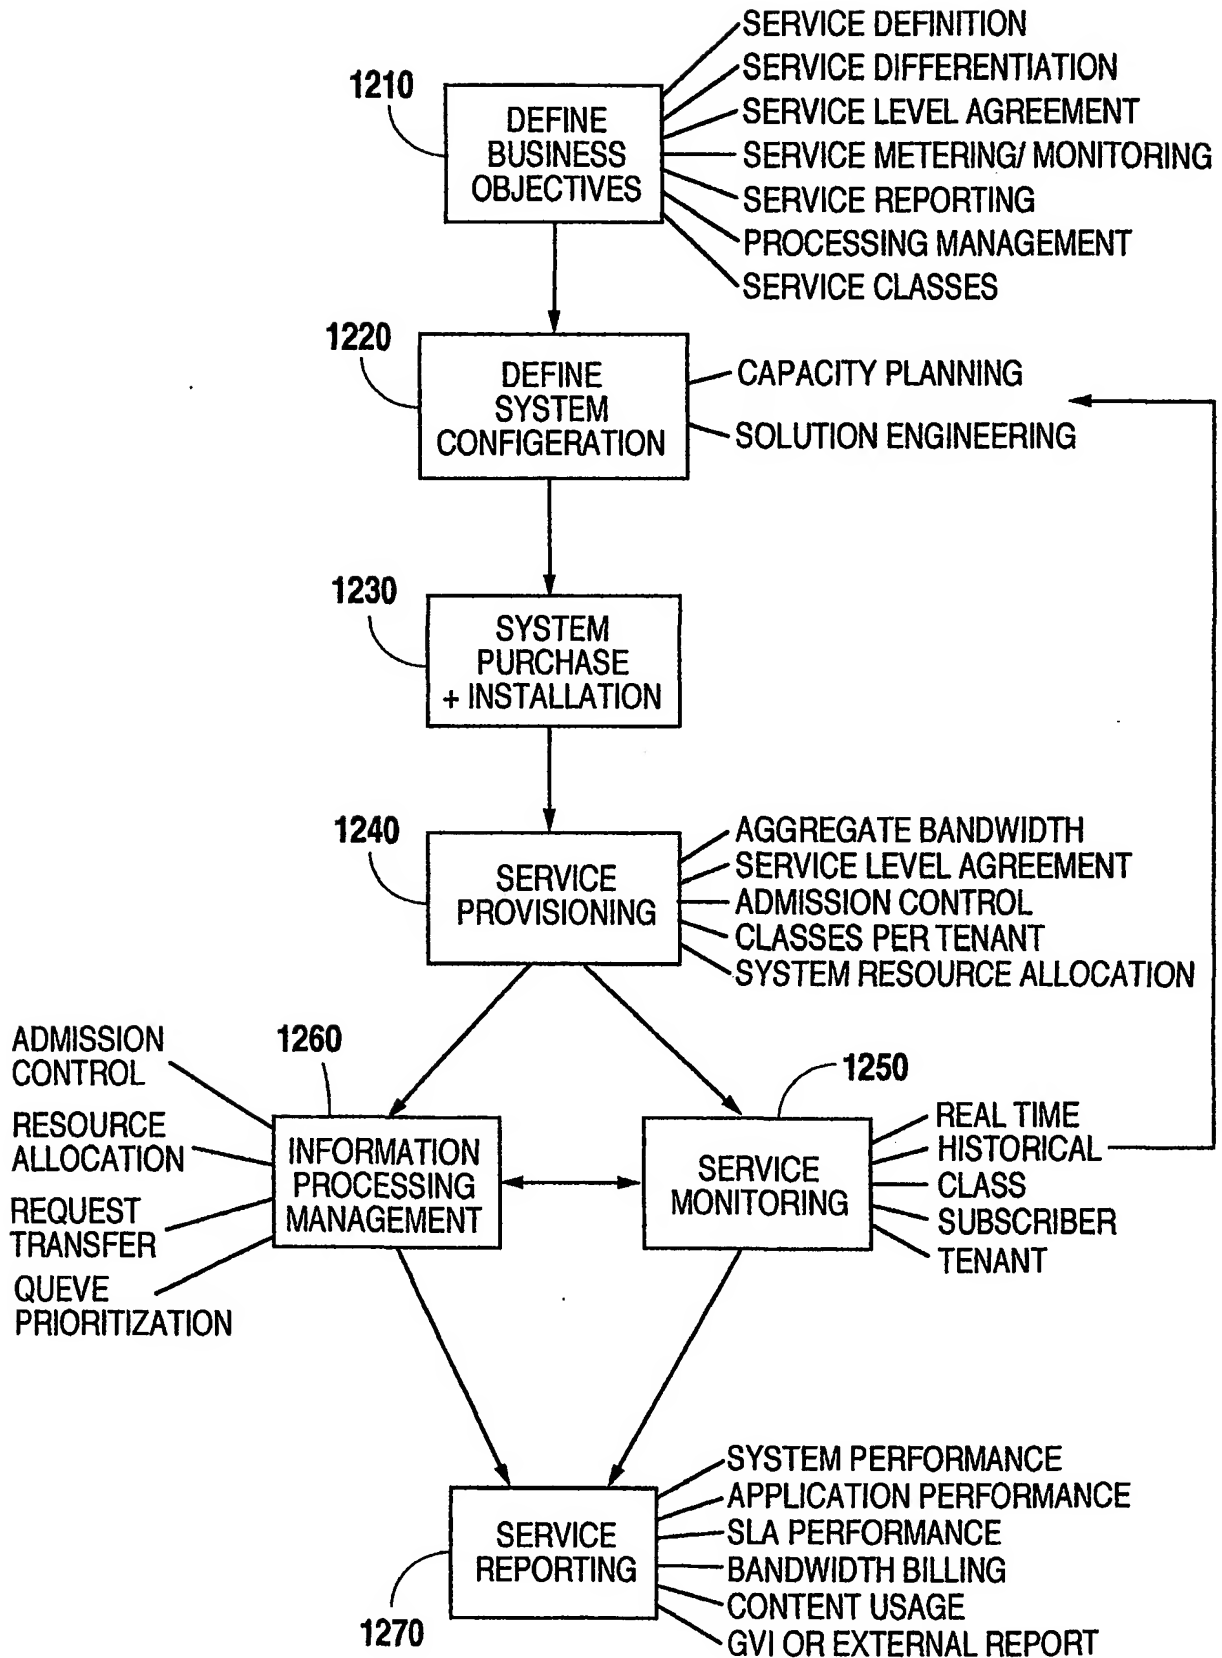 SERVICE DEFINITION
SERVICE DIFFERENTIATION
SERVICE LEVEL AGREEMENT
SERVICE METERING/ MONITORING
SERVICE REPORTING
PROCESSING MANAGEMENT
SERVICE CLASSES
1210
DEFINE
BUSINESS
OBJECTIVES
1220
DEFINE
SYSTEM
CONFIGERATION
CAPACITY PLANNING
SOLUTION ENGINEERING
1230
SYSTEM
PURCHASE
+ INSTALLATION
1240
SERVICE
PROVISIONING
AGGREGATE BANDWIDTH
SERVICE LEVEL AGREEMENT
ADMISSION CONTROL
CLASSES PER TENANT
SYSTEM RESOURCE ALLOCATION
ADMISSION
CONTROL
RESOURCE
ALLOCATION
REQUEST
TRANSFER
QUEVE
PRIORITIZATION
1260
INFORMATION
PROCESSING
MANAGEMENT
1250
SERVICE
MONITORING
REAL TIME
HISTORICAL
CLASS
SUBSCRIBER
TENANT
SERVICE
REPORTING
1270
SYSTEM PERFORMANCE
APPLICATION PERFORMANCE
SLA PERFORMANCE
BANDWIDTH BILLING
CONTENT USAGE
GVI OR EXTERNAL REPORT